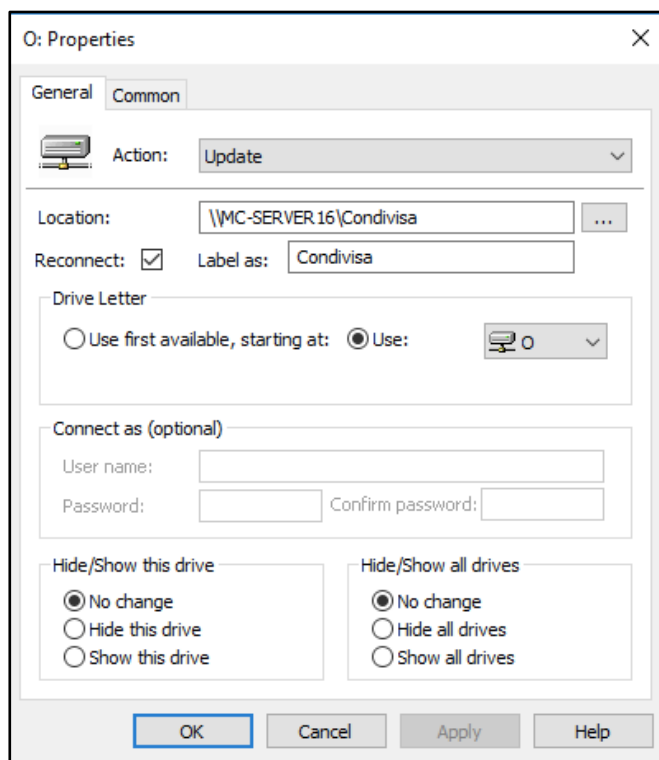 O: Properties
General Common
Action: Update
Location: \\MC-SERVER16\Condivisa ...
Reconnect: Label as: Condivisa
Drive Letter
Use first available, starting at: Use: O
Connect as (optional)
User name:
Password: Confirm password:
Hide/Show this drive Hide/Show all drives
No change No change
Hide this drive Hide all drives
Show this drive Show all drives
OK Cancel Apply Help